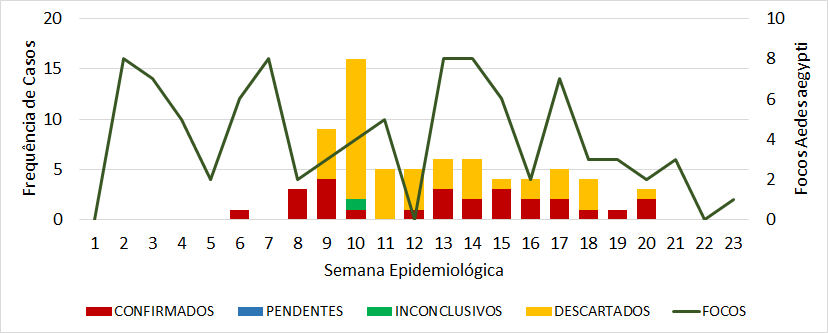 Frequência de Casos
20
15
10
5
0
10
8
6
4
2
0
Focos Aedes aegypti
1 2 3 4 5 6 7 8 9 10 11 12 13 14 15 16 17 18 19 20 21 22 23
Semana Epidemiológica
CONFIRMADOS PENDENTES INCONCLUSIVOS DESCARTADOS FOCOS